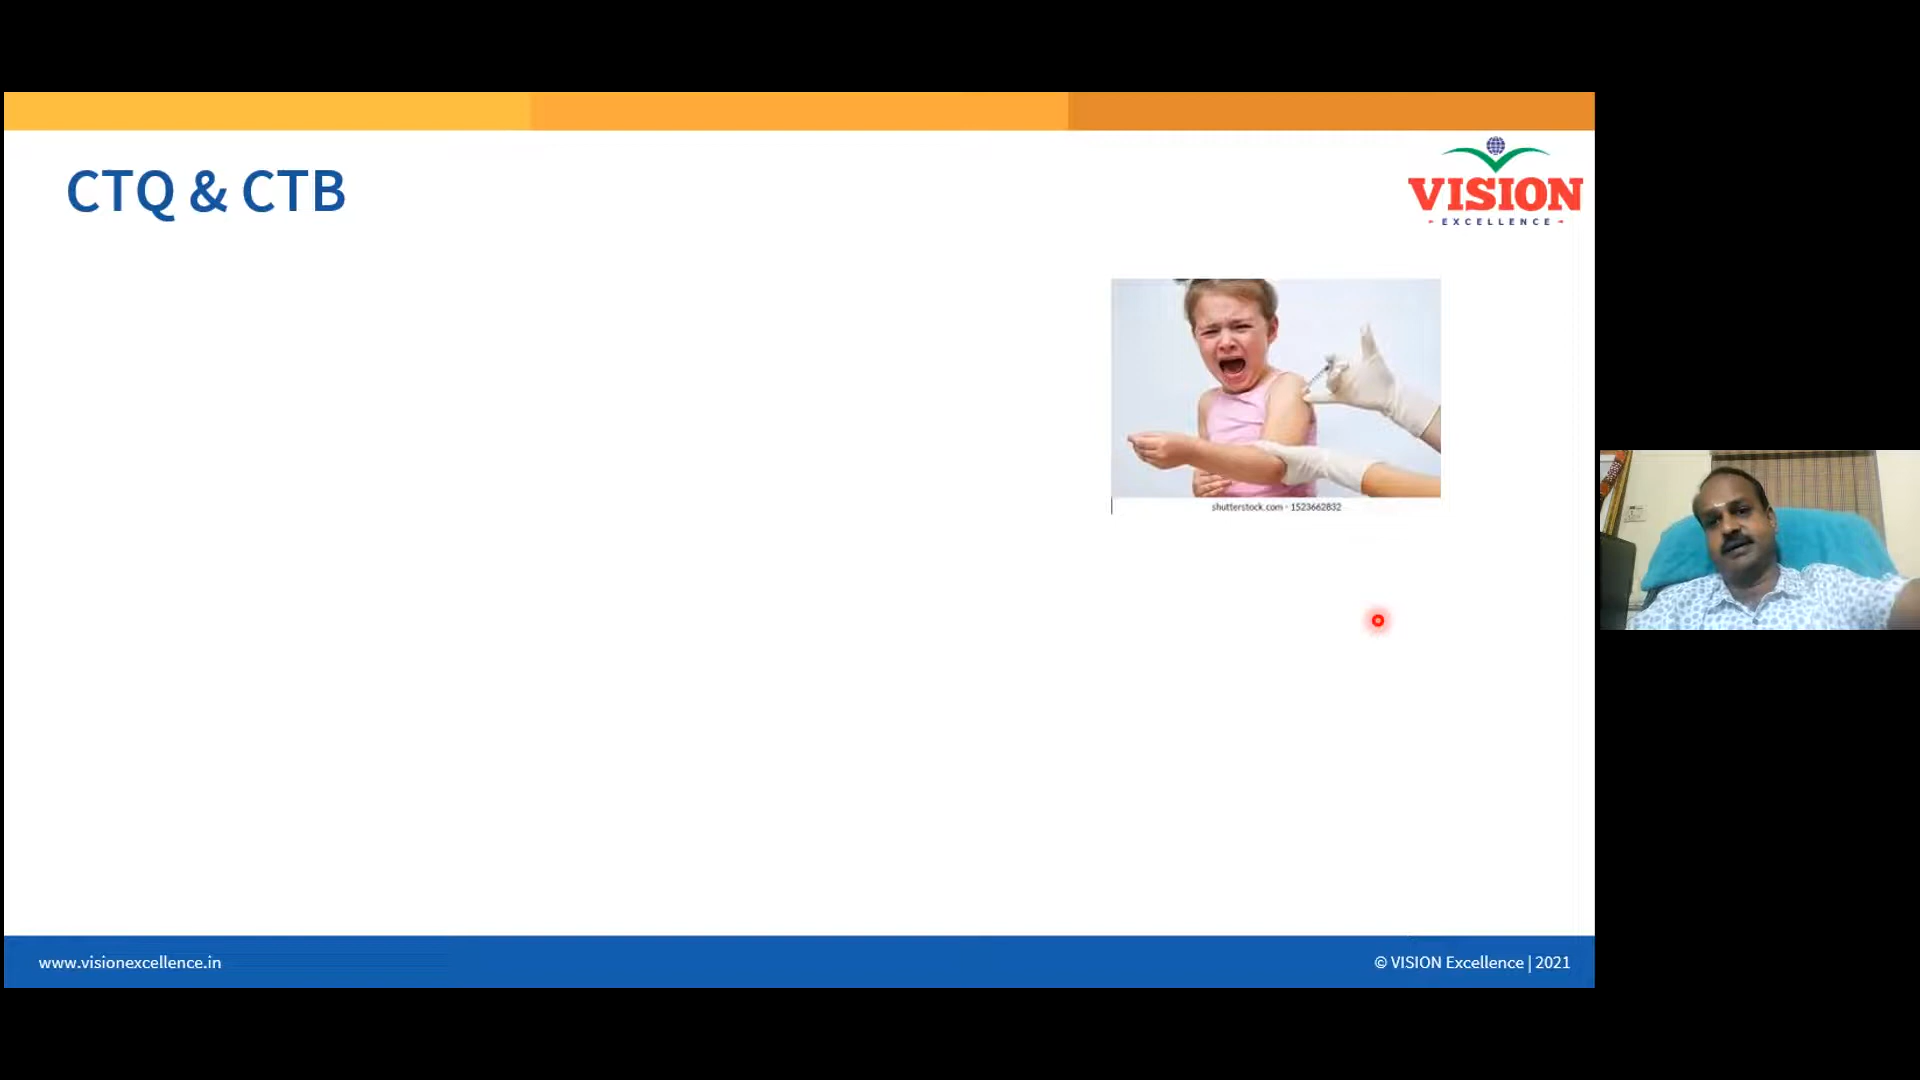 CTQ & CTB
VISION
EXCELLENCE
shutterstock.com · 1523662832
www.visionexcellence.in
© VISION Excellence | 2021